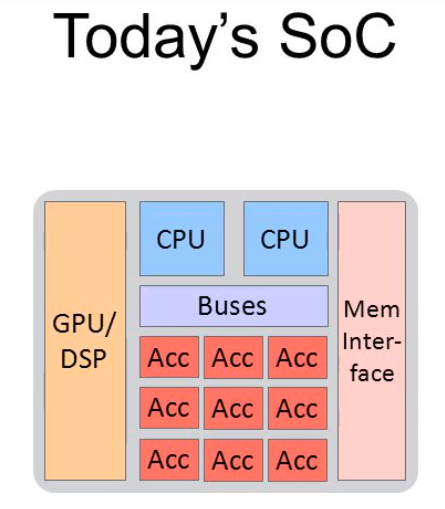 Today's SoC
CPU CPU
Buses
GPU/
DSP
Mem
Inter-
face
Acc Acc Acc
Acc Acc Acc
Acc Acc Acc